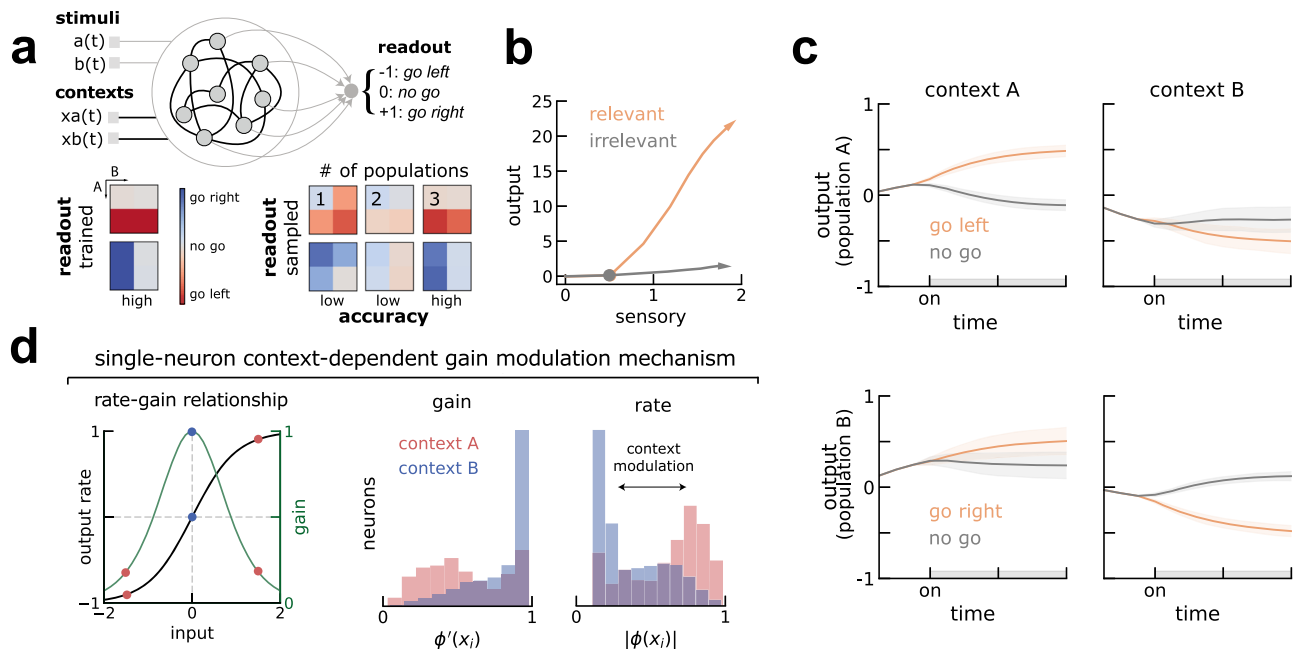 a
stimuli
a(t)
b(t)
contexts
xa(t)
xb(t)
readout
-1: go left
0: no go
+1: go right
B
A
readout
trained
high
go right
no go
go left
# of populations
readout
sampled
1
2
3
low
low
high
accuracy
b
25
20
15
10
5
0
output
relevant
irrelevant
0
1
2
sensory
c
context A
context B
output
(population A)
1
0
-1
go left
no go
on
time
on
time
output
(population B)
1
0
-1
go right
no go
on
time
on
time
d
single-neuron context-dependent gain modulation mechanism
rate-gain relationship
output rate
1
−1
1
0
gain
−2
0
2
input
gain
context A
context B
neurons
0
1
ϕ′(xᵢ)
rate
context
modulation
0
1
|ϕ(xᵢ)|